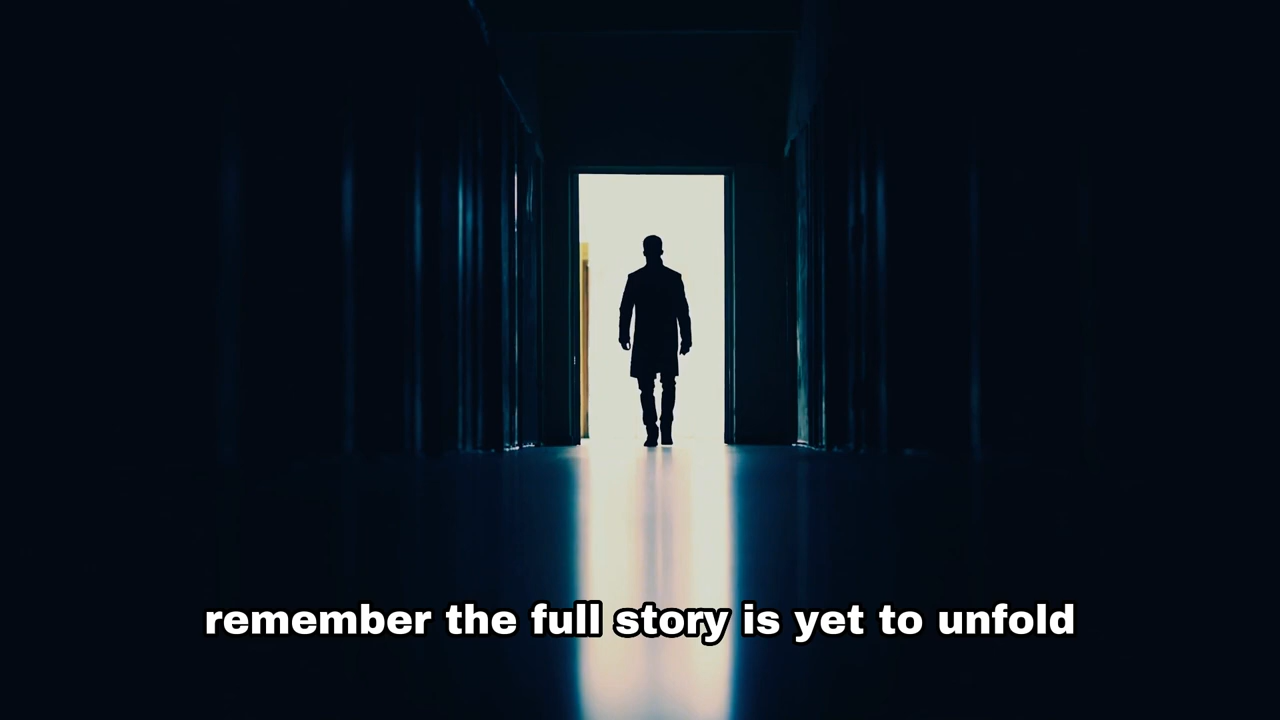 remember the full story is yet to unfold